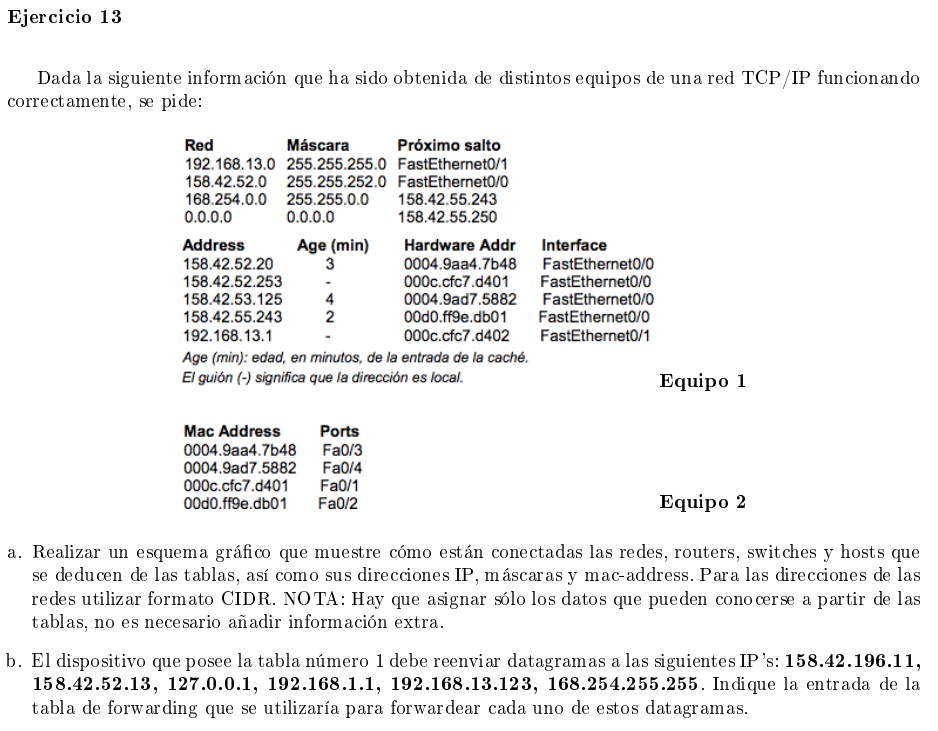 Ejercicio 13
Dada la siguiente información que ha sido obtenida de distintos equipos de una red TCP/IP funcionando
correctamente, se pide:
Red Máscara Próximo salto
192.168.13.0 255.255.255.0 FastEthernet0/1
158.42.52.0 255.255.252.0 FastEthernet0/0
168.254.0.0 255.255.0.0 158.42.55.243
0.0.0.0 0.0.0.0 158.42.55.250
Address Age (min) Hardware Addr Interface
158.42.52.20 3 0004.9aa4.7b48 FastEthernet0/0
158.42.52.253 - 000c.cfc7.d401 FastEthernet0/0
158.42.53.125 4 0004.9ad7.5882 FastEthernet0/0
158.42.55.243 2 00d0.ff9e.db01 FastEthernet0/0
192.168.13.1 - 000c.cfc7.d402 FastEthernet0/1
Age (min): edad, en minutos, de la entrada de la caché.
El guión (-) significa que la dirección es local.
Equipo 1
Mac Address Ports
0004.9aa4.7b48 Fa0/3
0004.9ad7.5882 Fa0/4
000c.cfc7.d401 Fa0/1
00d0.ff9e.db01 Fa0/2
Equipo 2
a. Realizar un esquema gráfico que muestre cómo están conectadas las redes, routers, switches y hosts que
se deducen de las tablas, así como sus direcciones IP, máscaras y mac-address. Para las direcciones de las
redes utilizar formato CIDR. NOTA: Hay que asignar sólo los datos que pueden conocerse a partir de las
tablas, no es necesario añadir información extra.
b. El dispositivo que posee la tabla número 1 debe reenviar datagramas a las siguientes IP's: 158.42.196.11,
158.42.52.13, 127.0.0.1, 192.168.1.1, 192.168.13.123, 168.254.255.255. Indique la entrada de la
tabla de forwarding que se utilizaría para forwardear cada uno de estos datagramas.